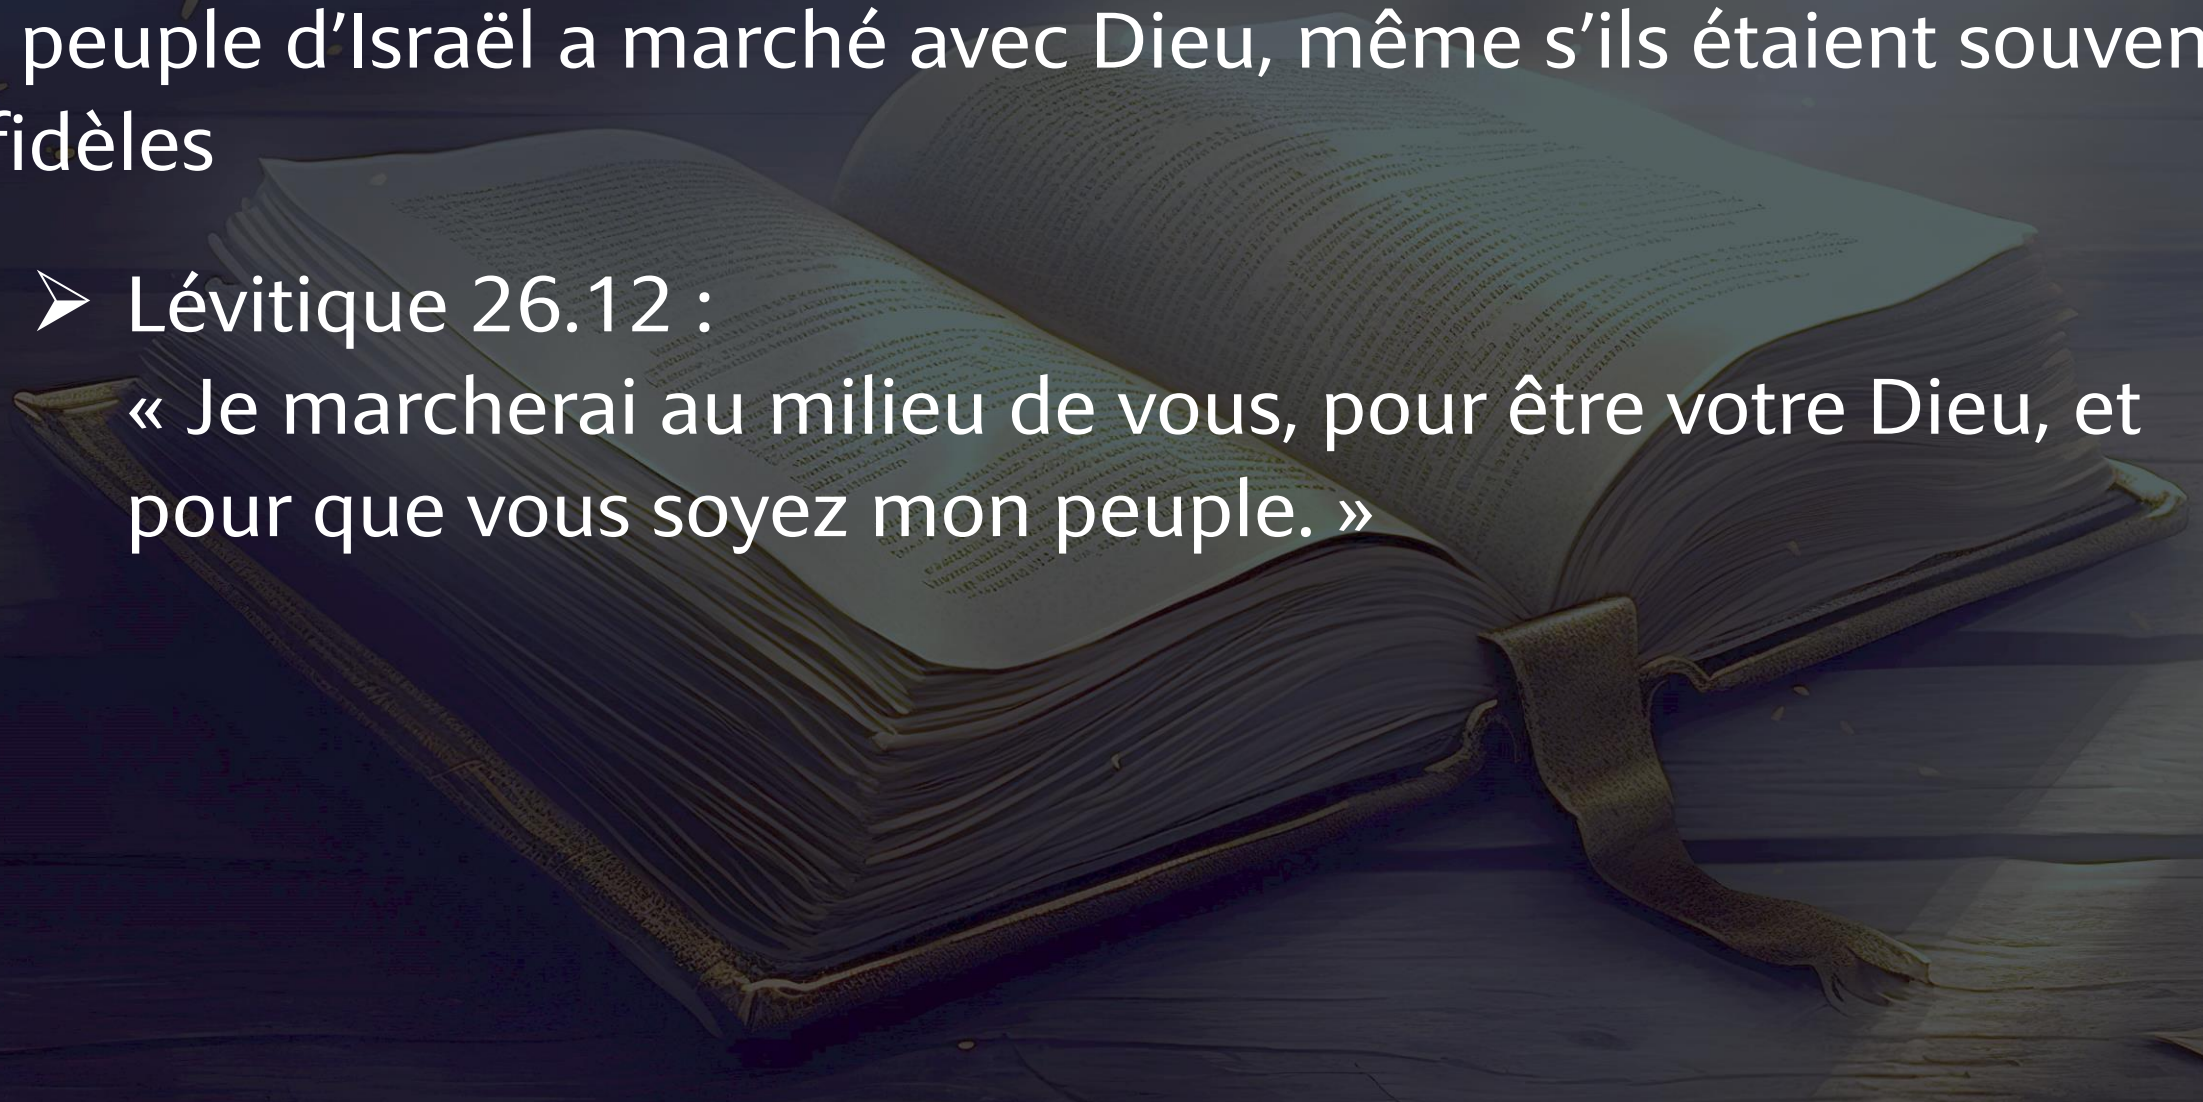 peuple d’Israël a marché avec Dieu, même s’ils étaient souven
fidèles
➢ Lévitique 26.12 :
« Je marcherai au milieu de vous, pour être votre Dieu, et
pour que vous soyez mon peuple. »